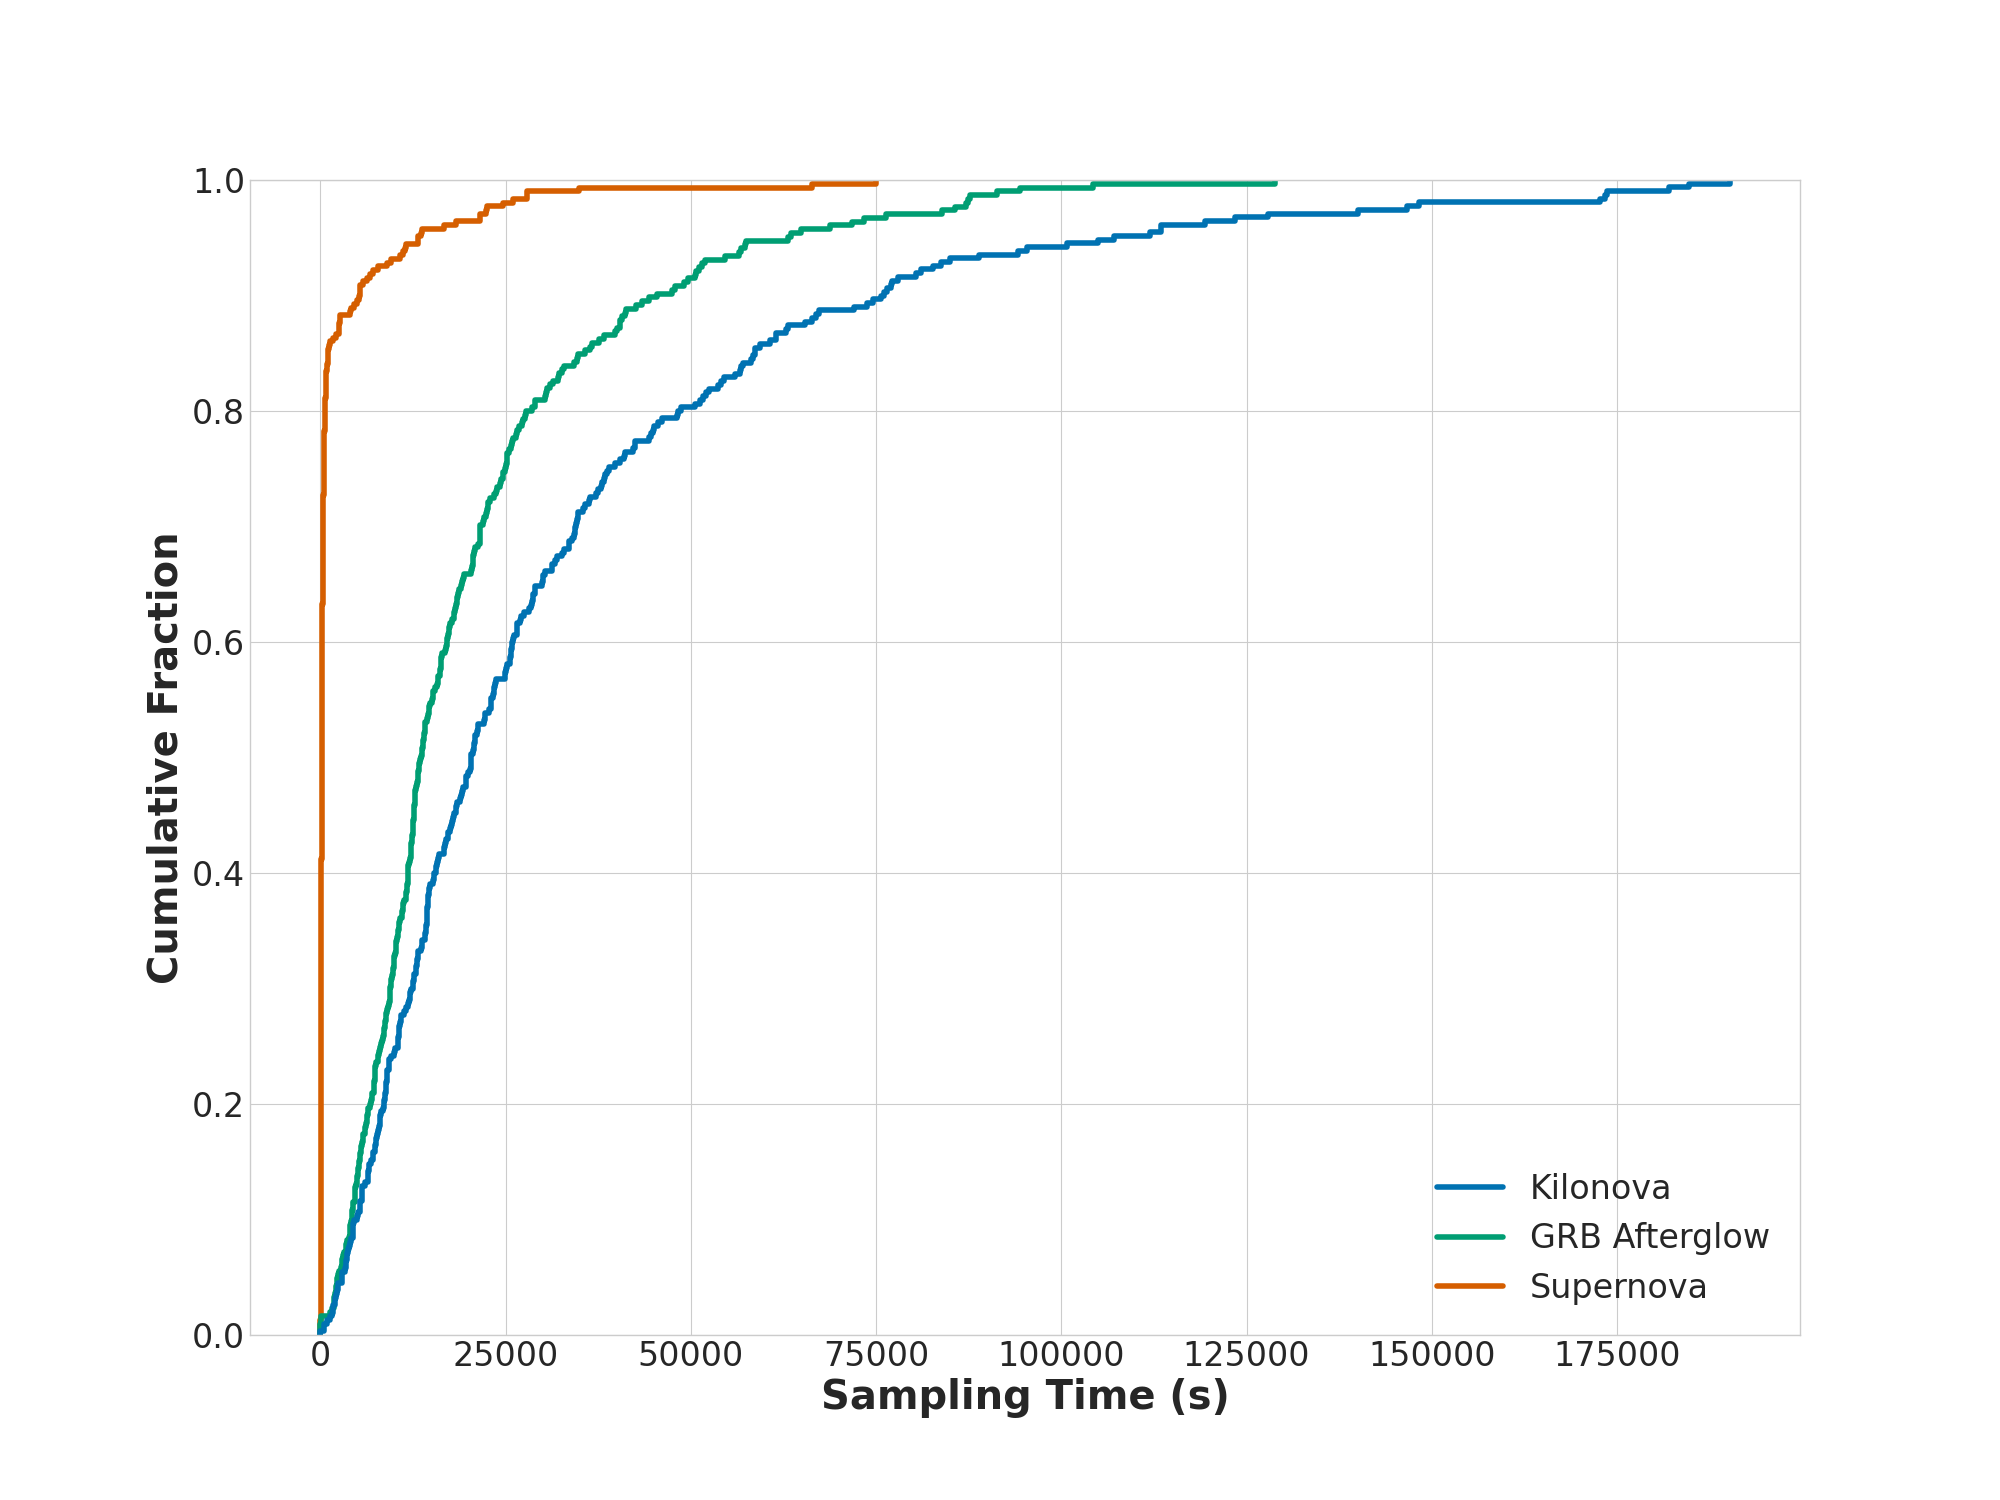 1.0
0.8
0.6
0.4
0.2
0.0
Cumulative Fraction
0 25000 50000 75000 100000 125000 150000 175000
Sampling Time (s)
Kilonova
GRB Afterglow
Supernova